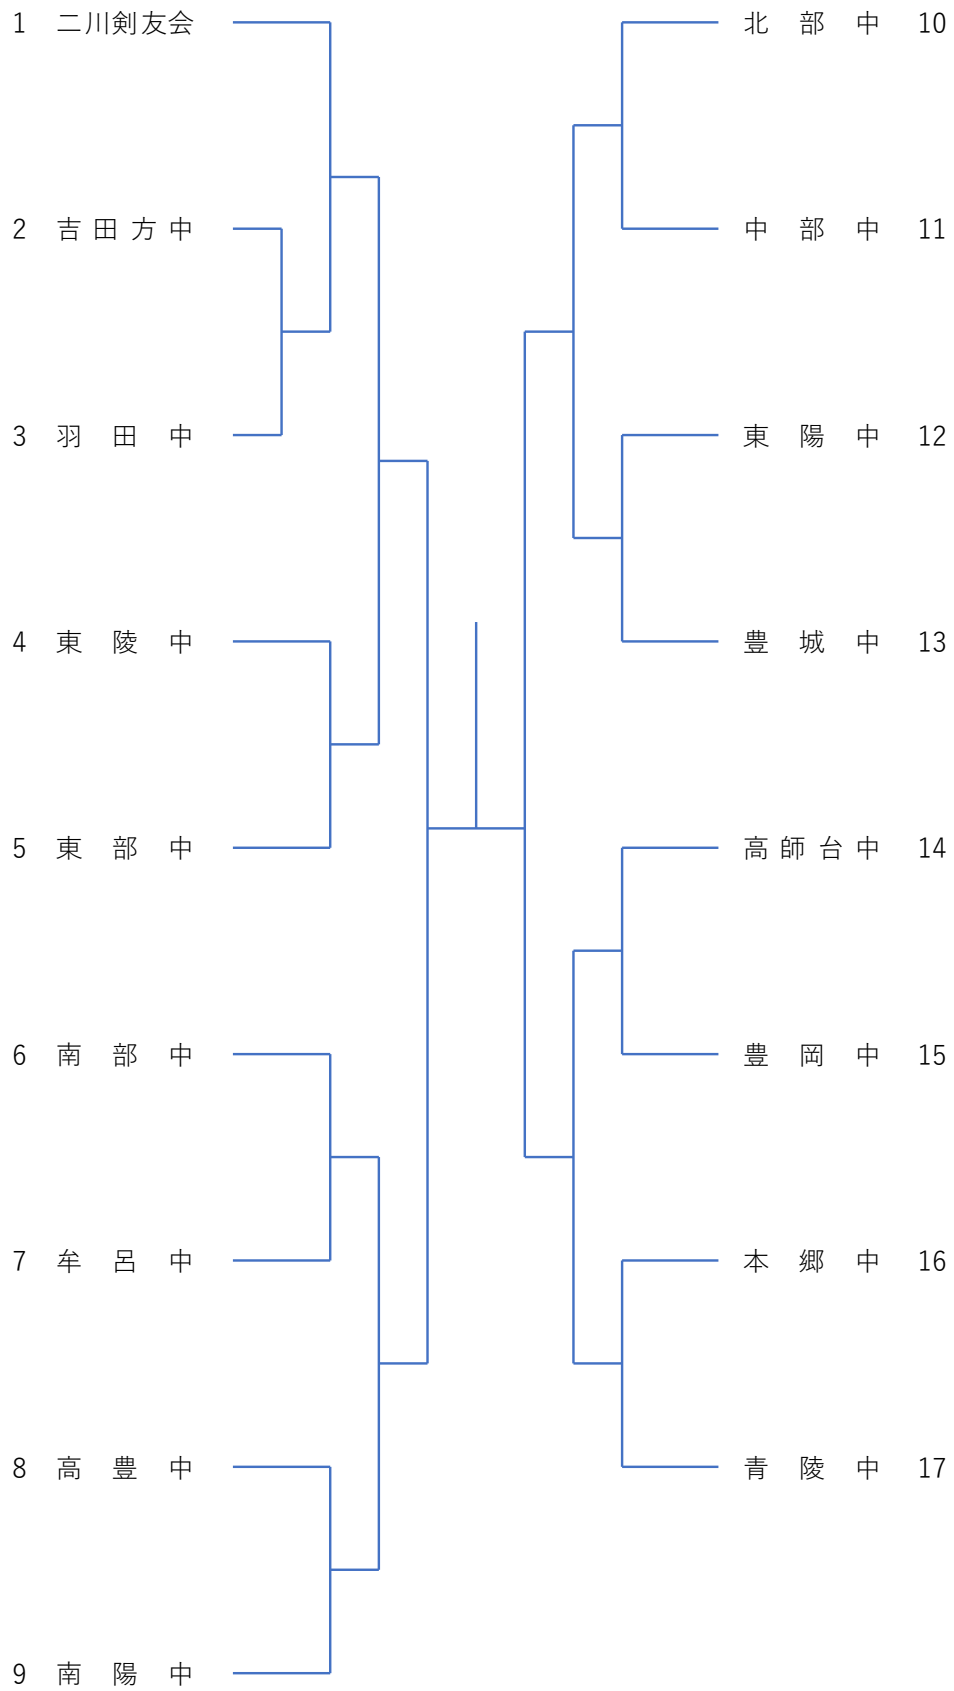 1 二川剣友会
2 吉田方中
3 羽田中
4 東陵中
5 東部中
6 南部中
7 牟呂中
8 高豊中
9 南陽中
北部中 10
中部中 11
東陽中 12
豊城中 13
高師台中 14
豊岡中 15
本郷中 16
青陵中 17